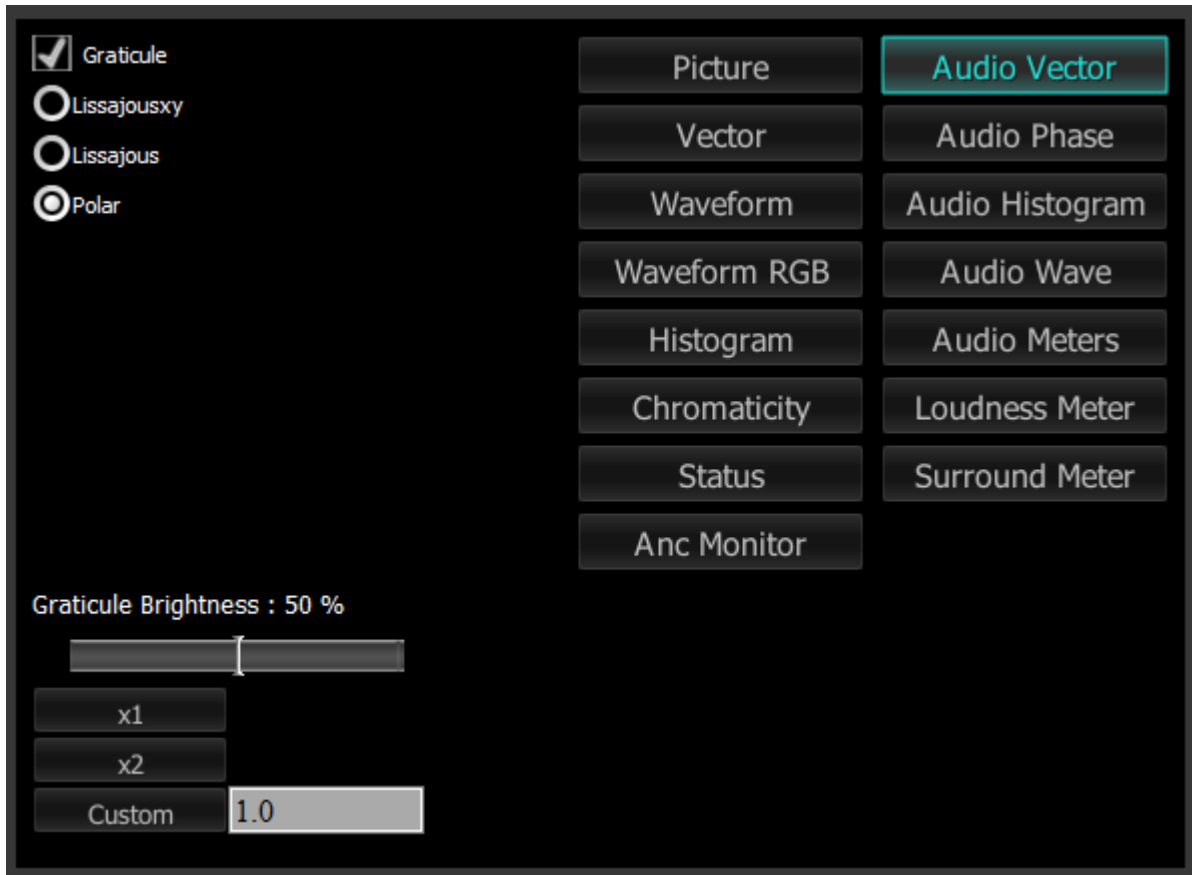 Graticule
Lissajousxy
Lissajous
Polar
Picture
Vector
Waveform
Waveform RGB
Histogram
Chromaticity
Status
Anc Monitor
Audio Vector
Audio Phase
Audio Histogram
Audio Wave
Audio Meters
Loudness Meter
Surround Meter
Graticule Brightness : 50 %
x1
x2
Custom
1.0